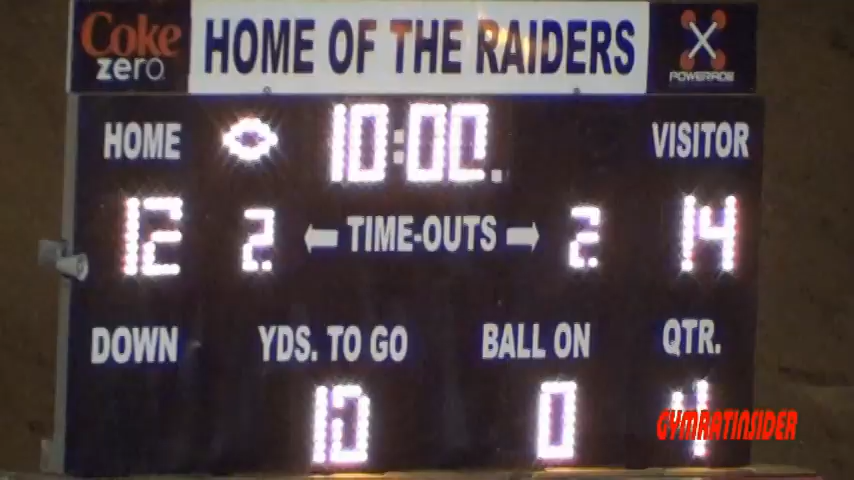 Coke zero
HOME OF THE RAIDERS
POWERADE
HOME 10:00. VISITOR
12 2 TIME-OUTS 2 14
DOWN YDS. TO GO BALL ON QTR.
10 0 4
GYMRATINSIDER